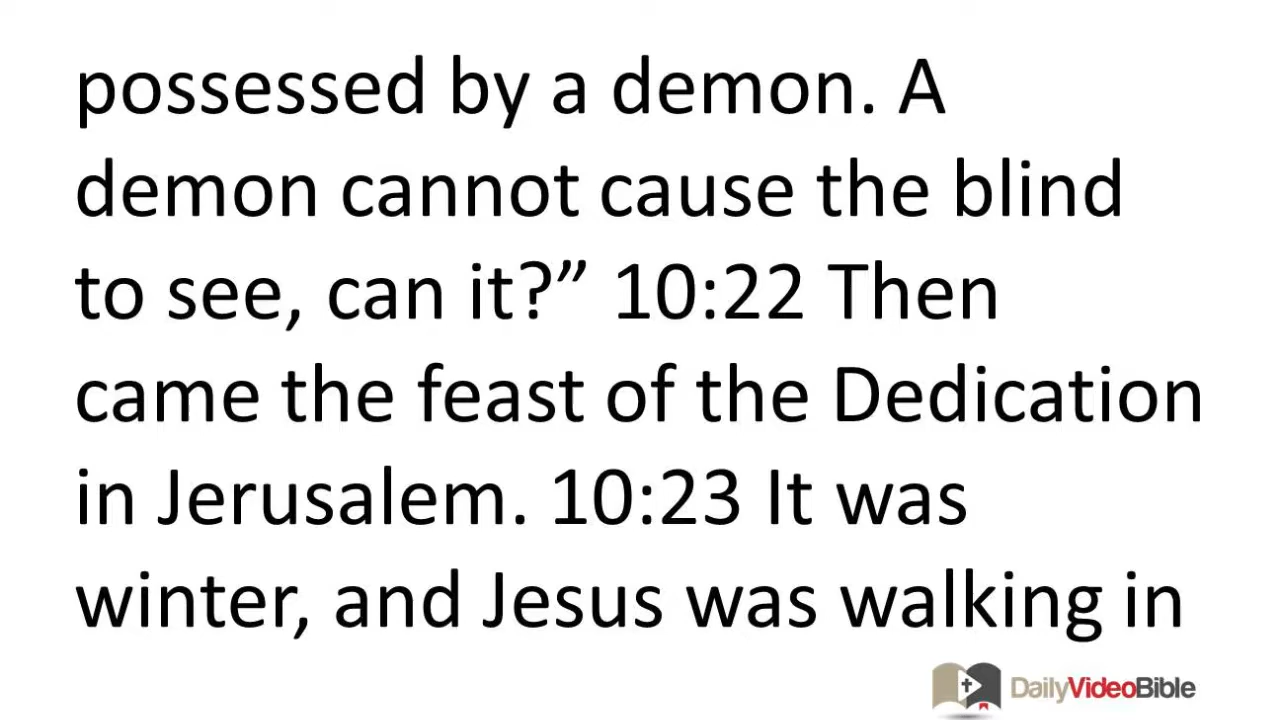 possessed by a demon. A
demon cannot cause the blind
to see, can it?” 10:22 Then
came the feast of the Dedication
in Jerusalem. 10:23 It was
winter, and Jesus was walking in
DailyVideoBible